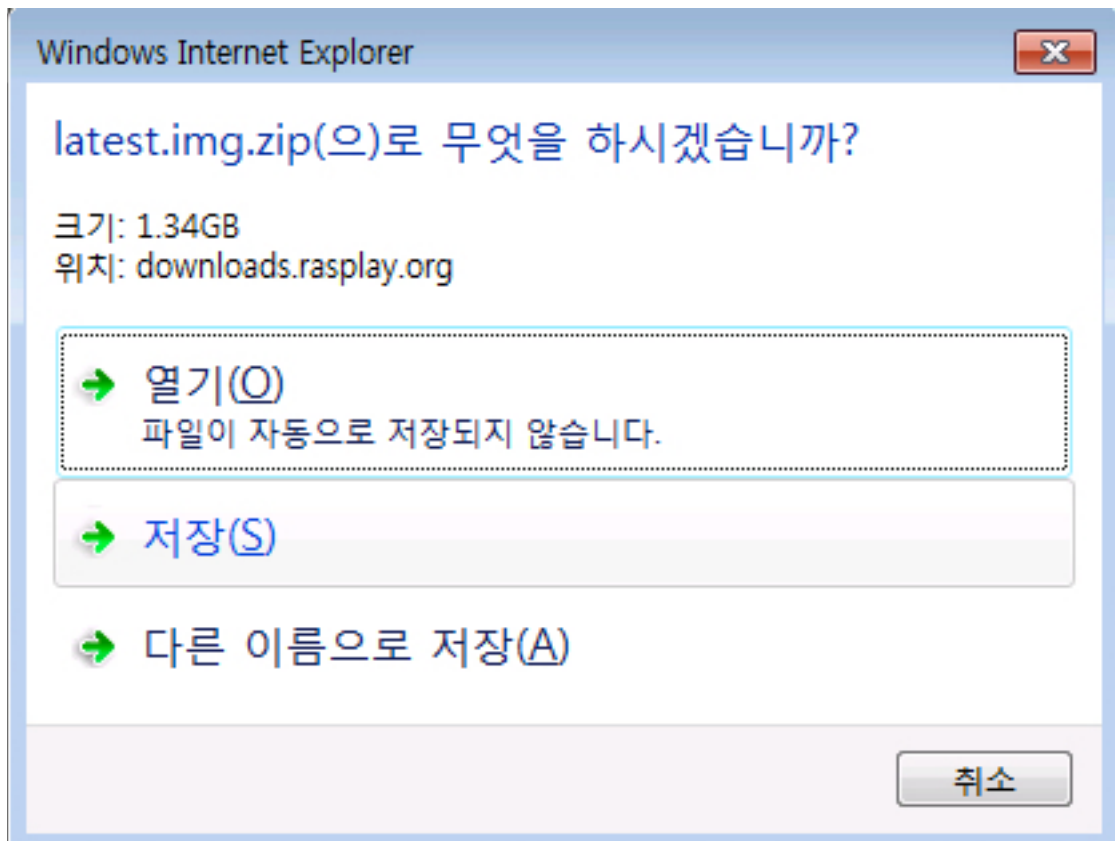 Windows Internet Explorer
latest.img.zip(으)로 무엇을 하시겠습니까?
크기: 1.34GB
위치: downloads.rasplay.org
열기(O)
파일이 자동으로 저장되지 않습니다.
저장(S)
다른 이름으로 저장(A)
취소